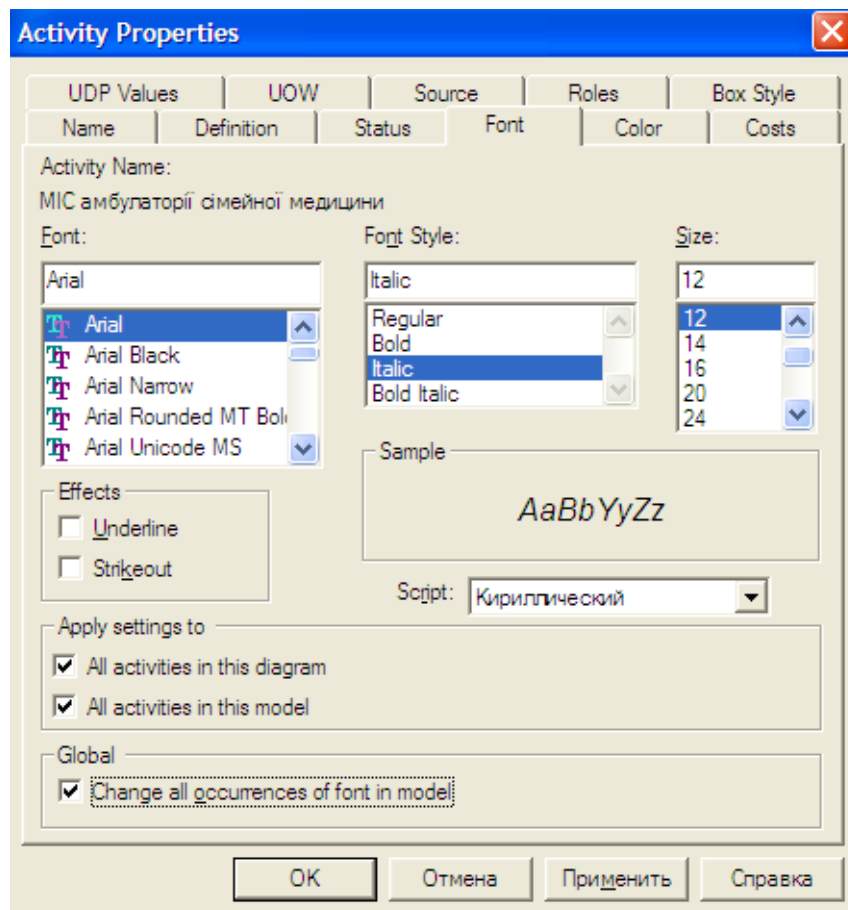 Activity Properties
UDP Values UOW Source Roles Box Style
Name Definition Status Font Color Costs
Activity Name:
МІС амбулаторії сімейної медицини
Font: Font Style: Size:
Arial Italic 12
Arial Regular 12
Arial Black Bold 14
Arial Narrow Italic 16
Arial Rounded MT Bol Bold Italic 20
Arial Unicode MS 24
Sample
AaBbYyZz
Effects
Underline
Strikeout
Script: Кириллический
Apply settings to
All activities in this diagram
All activities in this model
Global
Change all occurrences of font in model
OK Отмена Применить Справка